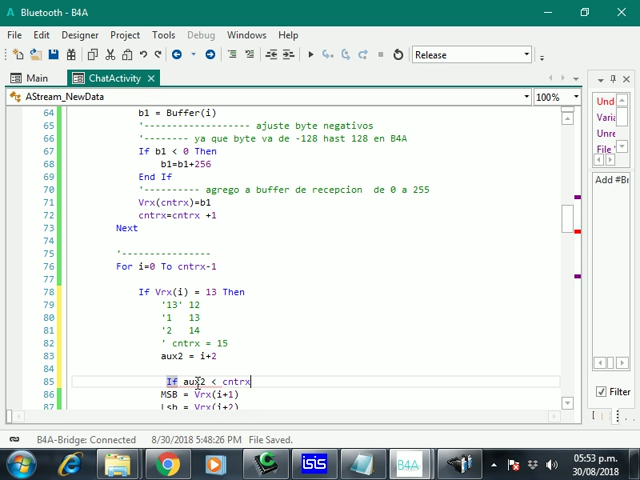 Bluetooth - B4A
File Edit Designer Project Tools Debug Windows Help
Release
Main ChatActivity
AStream_NewData 100%
64 b1 = Buffer(i)
65 '------------------- ajuste byte negativos
66 '-------- ya que byte va de -128 hast 128 en B4A
67 If b1 < 0 Then
68 b1=b1+256
69 End If
70 '---------- agrego a buffer de recepcion de 0 a 255
71 Vrx(cntrx)=b1
72 cntrx=cntrx +1
73 Next
74
75 '----------------
76 For i=0 To cntrx-1
77
78 If Vrx(i) = 13 Then
79 '13' 12
80 '1 13
81 '2 14
82 ' cntrx = 15
83 aux2 = i+2
84
85 If aux2 < cntrx
86 MSB = Vrx(i+1)
87 Lsb = Vrx(i+2)
Und
Varia
Unre
File '
Add #Br
Filter
B4A-Bridge: Connected 8/30/2018 5:48:26 PM File Saved.
isis
B4A
05:53 p.m.
30/08/2018